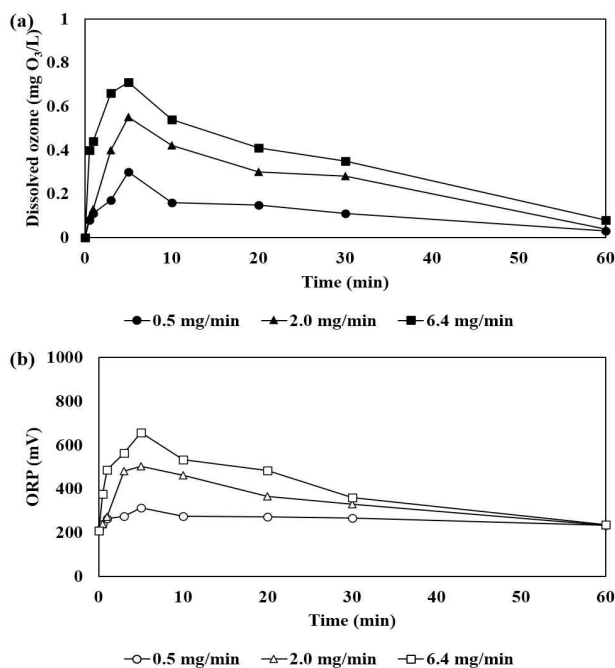 (a)
Dissolved ozone (mg O₃/L)
1
0.8
0.6
0.4
0.2
0
0 10 20 30 40 50 60
Time (min)
0.5 mg/min 2.0 mg/min 6.4 mg/min
(b)
ORP (mV)
1000
800
600
400
200
0
0 10 20 30 40 50 60
Time (min)
0.5 mg/min 2.0 mg/min 6.4 mg/min